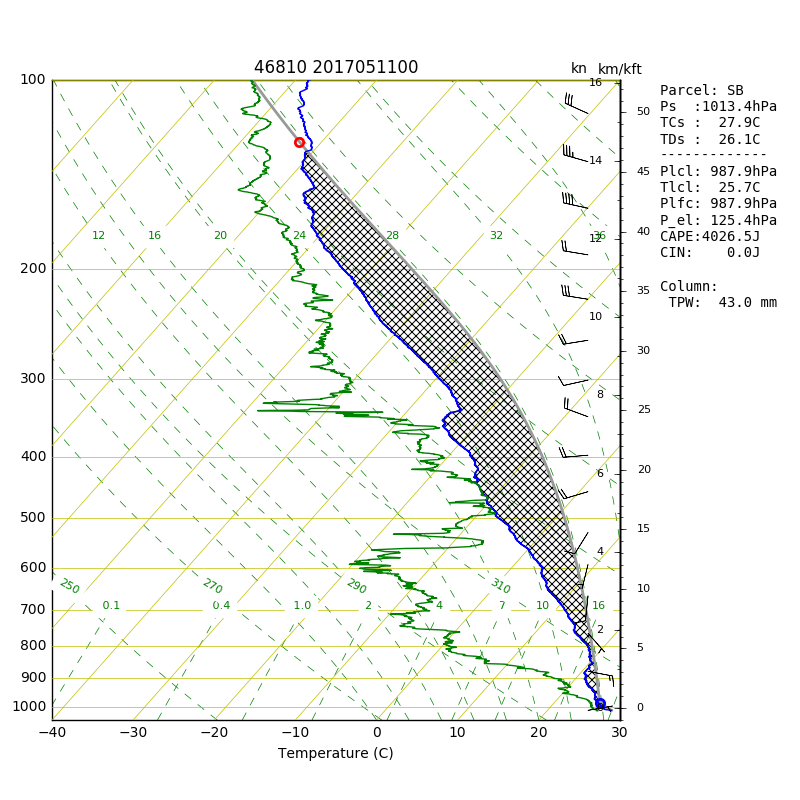 46810 2017051100
kn km/kft
Parcel: SB
Ps :1013.4hPa
TCs : 27.9C
TDs : 26.1C
-------------
Plcl: 987.9hPa
Tlcl: 25.7C
Plfc: 987.9hPa
P_el: 125.4hPa
CAPE:4026.5J
CIN: 0.0J
Column:
TPW: 43.0 mm
100
200
300
400
500
600
700
800
900
1000
16
14
12
10
8
6
4
2
50
45
40
35
30
25
20
15
10
5
0
12 16 20 24 28 32 36
250 270 290 310
0.1 0.4 1.0 2 4 7 10 16
−40 −30 −20 −10 0 10 20 30
Temperature (C)